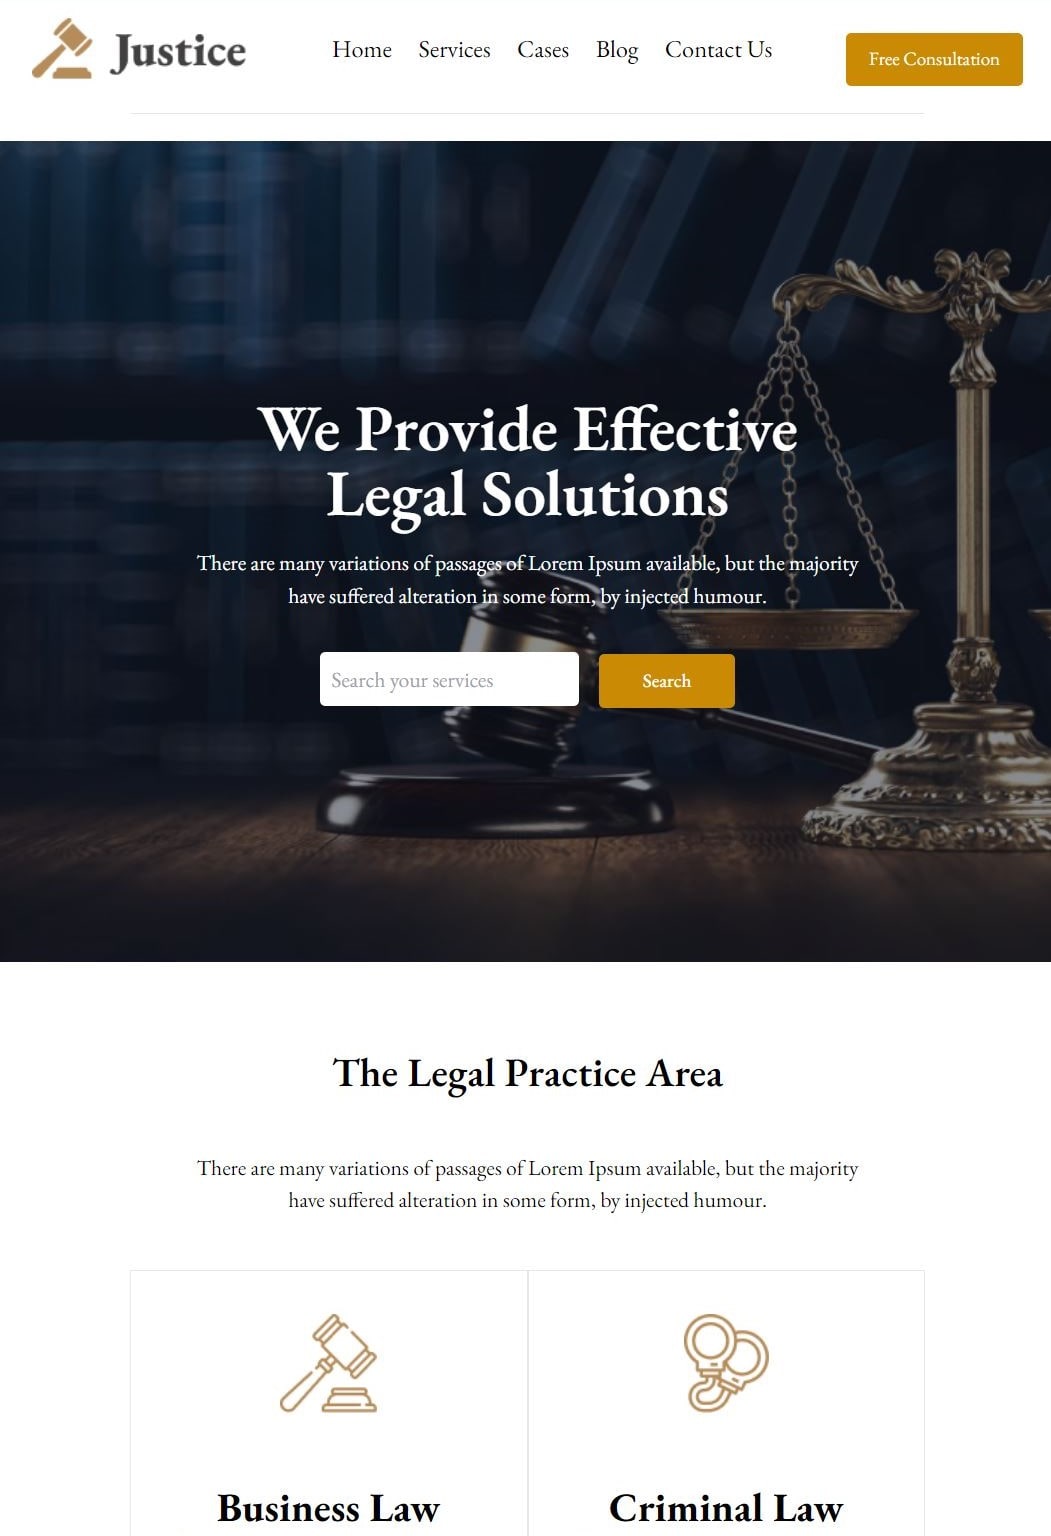 Justice
Home Services Cases Blog Contact Us
Free Consultation
We Provide Effective
Legal Solutions
There are many variations of passages of Lorem Ipsum available, but the majority
have suffered alteration in some form, by injected humour.
Search your services
Search
The Legal Practice Area
There are many variations of passages of Lorem Ipsum available, but the majority
have suffered alteration in some form, by injected humour.
Business Law
Criminal Law